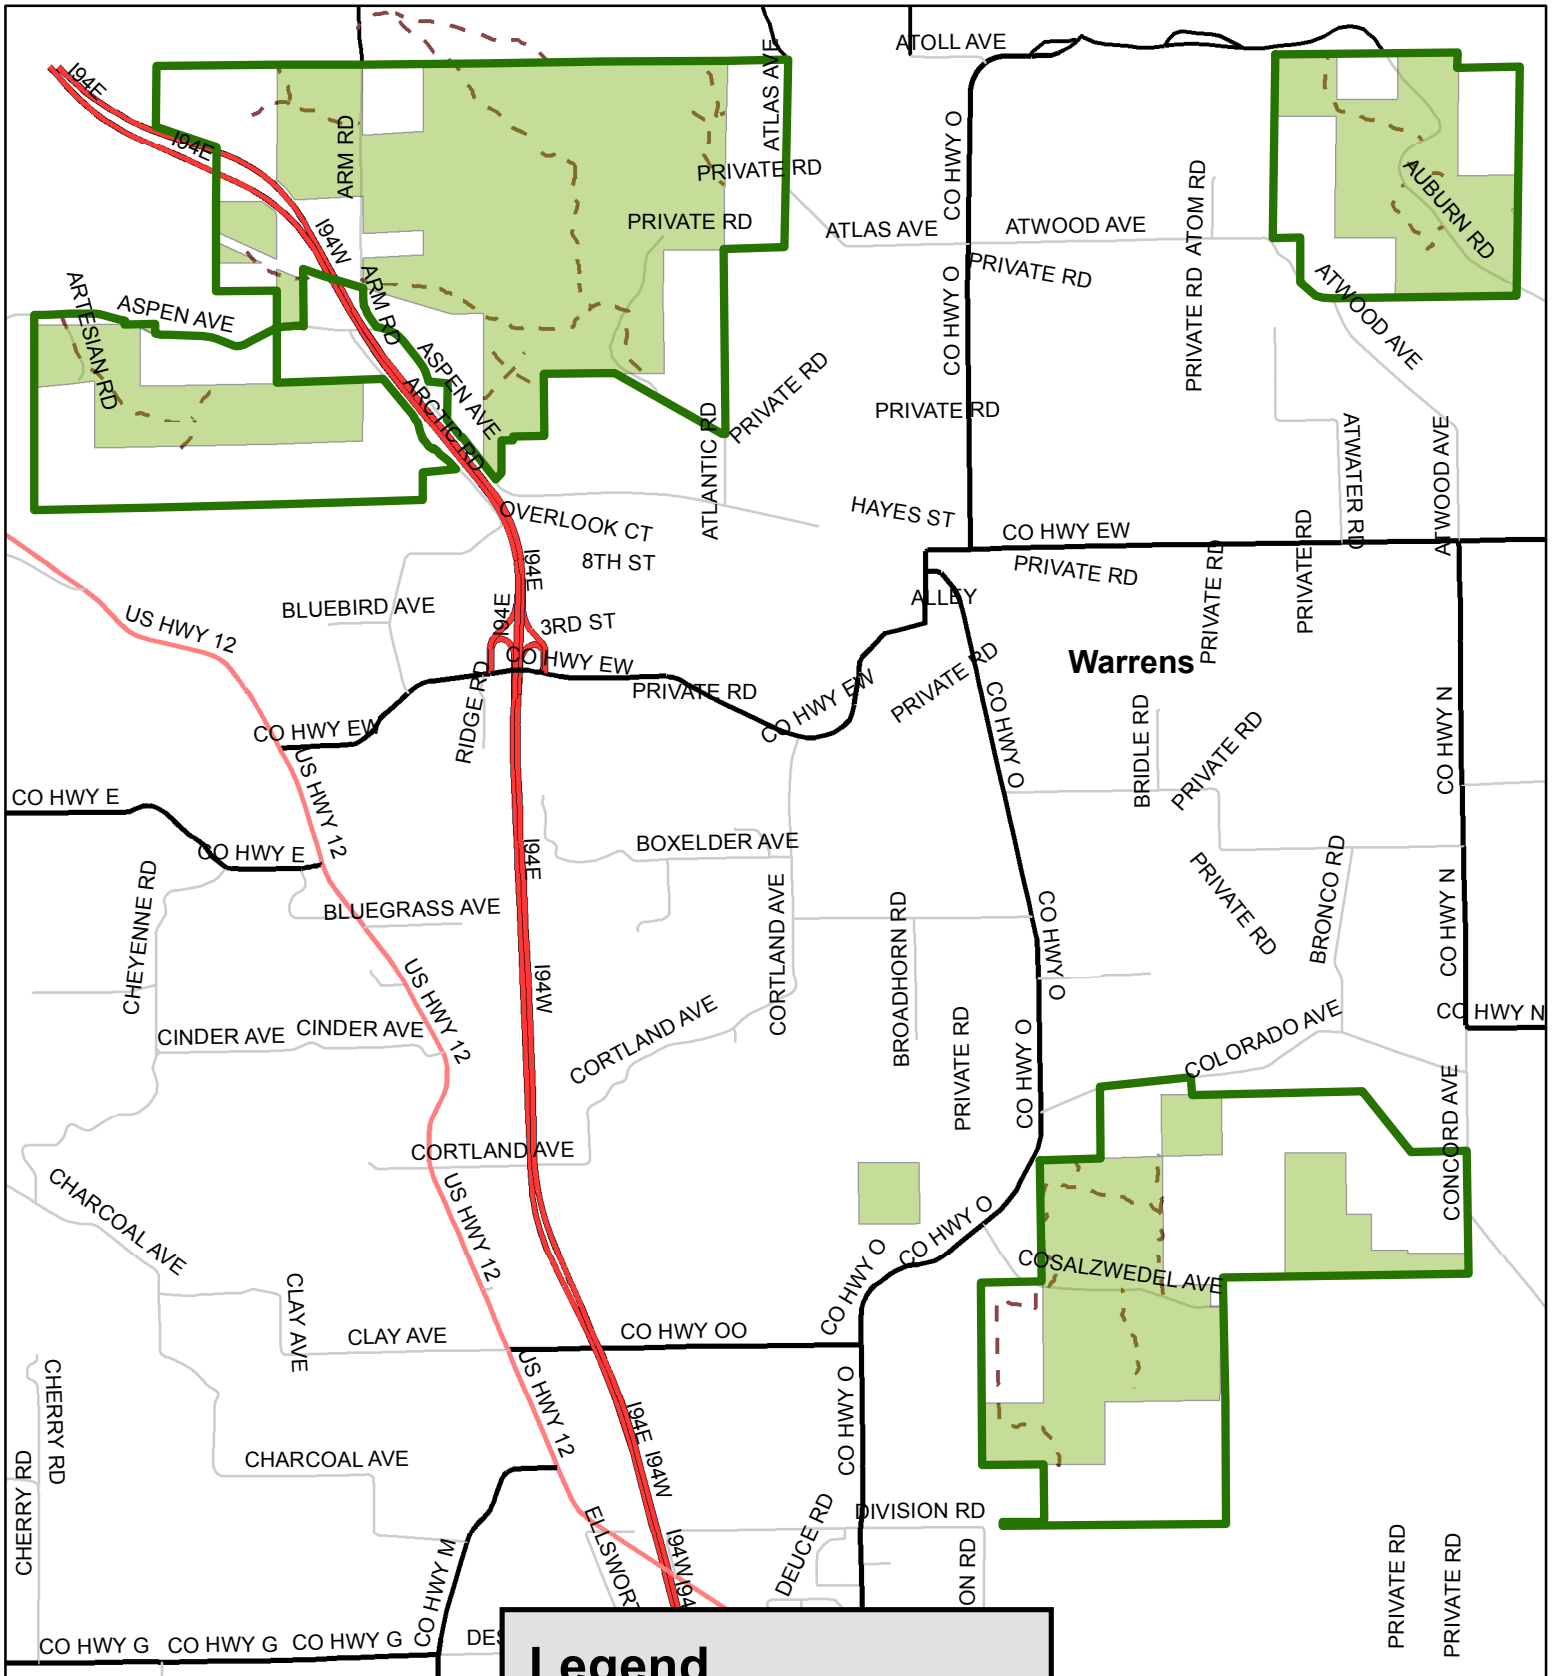 ATOLL AVE
I94E
ATLAS AVE
I94E
ARM RD
CO HWY O
PRIVATE RD
ATOM RD
AUBURN RD
PRIVATE RD
ATLAS AVE
ATWOOD AVE
I94W
PRIVATE RD
ARTESIAN RD
ASPEN AVE
ARM RD
CO HWY O
PRIVATE RD
ATWOOD AVE
ASPEN AVE
ARCTIC RD
PRIVATE RD
PRIVATE RD
ATLANTIC RD
ATWATER RD
ATWOOD AVE
OVERLOOK CT
HAYES ST
CO HWY EW
8TH ST
I94E
PRIVATE RD
PRIVATE RD
PRIVATE RD
ALLEY
BLUEBIRD AVE
I94E
3RD ST
US HWY 12
CO HWY EW
Warrens
RIDGE RD
PRIVATE RD
CO HWY EW
PRIVATE RD
CO HWY O
CO HWY N
CO HWY EW
BRIDLE RD
PRIVATE RD
US HWY 12
CO HWY E
CO HWY E
I94E
BOXELDER AVE
PRIVATE RD
BRONCO RD
CO HWY N
CHEYENNE RD
BLUEGRASS AVE
CORTLAND AVE
BROADHORN RD
CO HWY O
US HWY 12
I94W
CO HWY N
CINDER AVE
CINDER AVE
CORTLAND AVE
PRIVATE RD
CO HWY O
COLORADO AVE
CONCORD AVE
CORTLAND AVE
CHARCOAL AVE
US HWY 12
CO HWY O
CO HWY O
COSALZWEDEL AVE
CLAY AVE
CLAY AVE
CO HWY OO
US HWY 12
CO HWY O
CHERRY RD
CHERRY RD
CHARCOAL AVE
I94E
I94W
DIVISION RD
ELLSWOR
DEUCE RD
I94W
I94
ON RD
PRIVATE RD
PRIVATE RD
CO HWY M
CO HWY G
CO HWY G
CO HWY G
DES
Legend